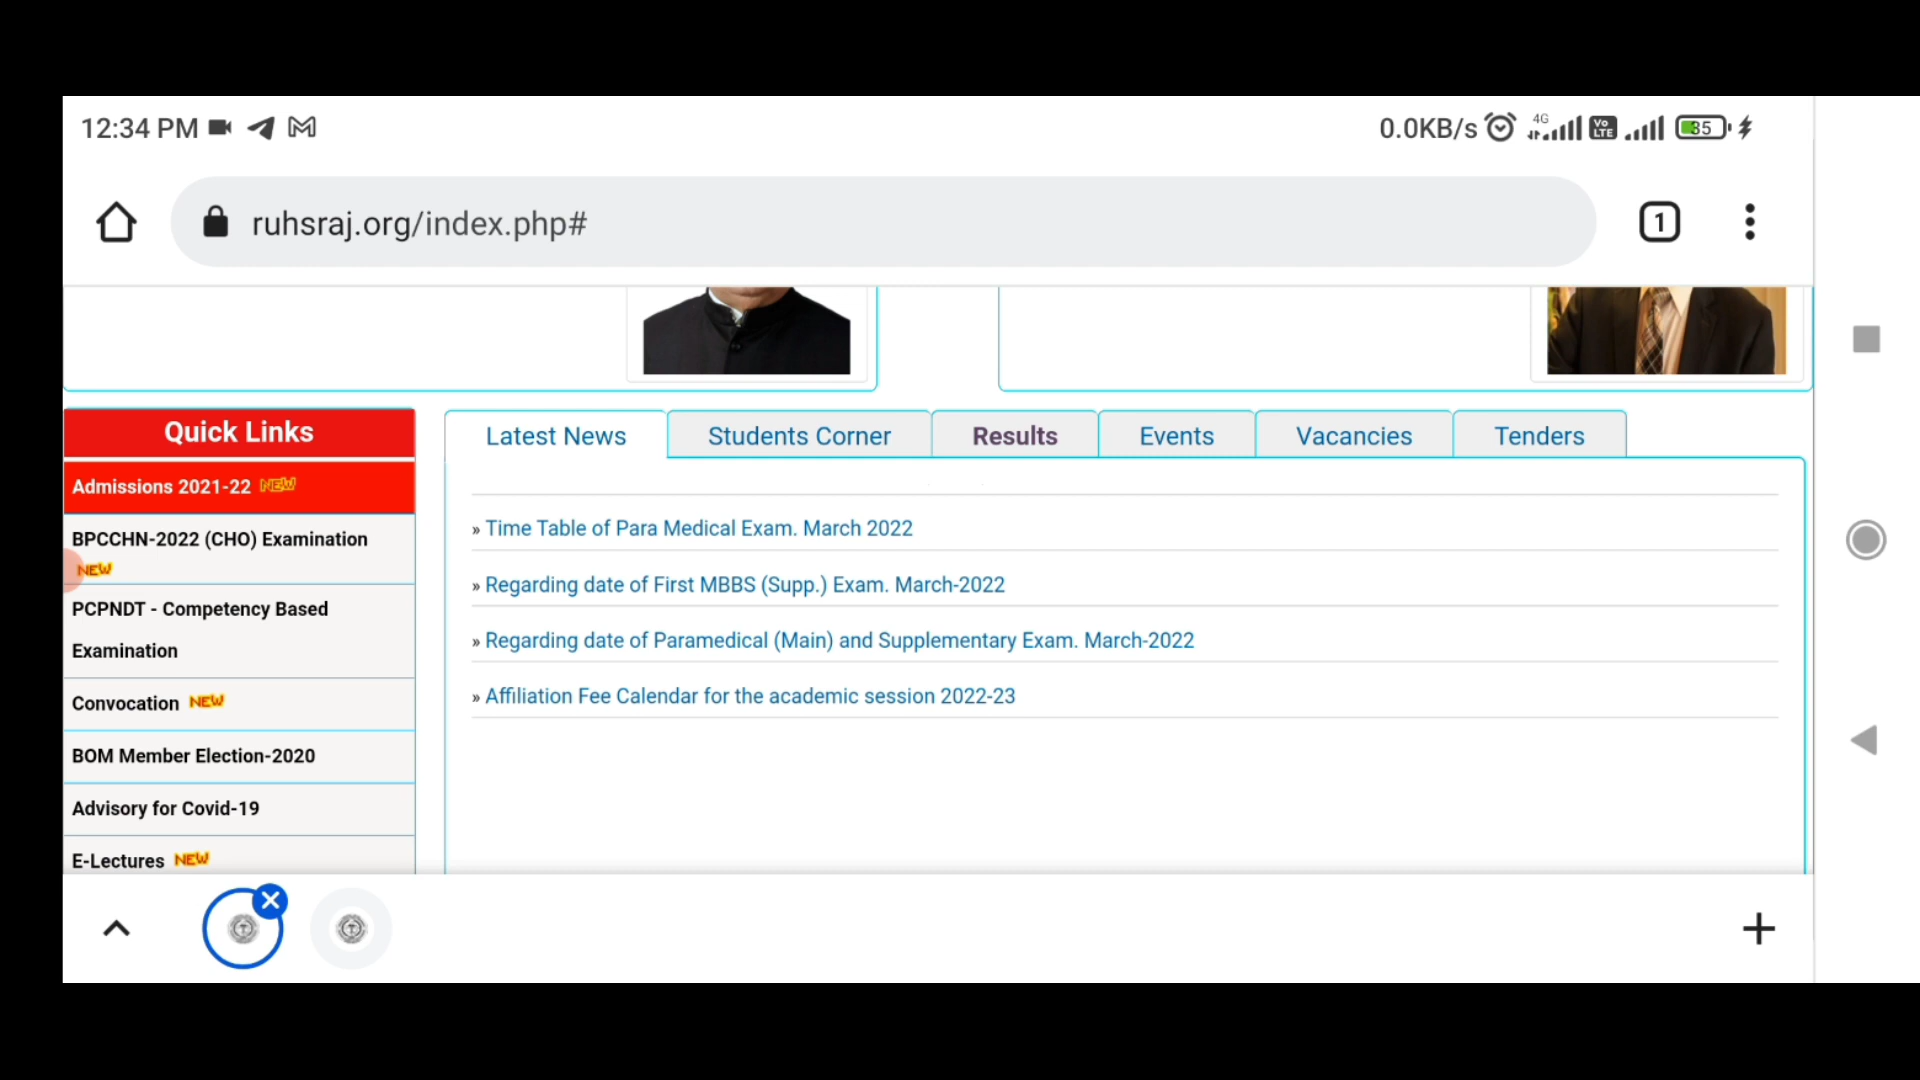 12:34 PM
0.0KB/s 4G Vo LTE 35
ruhsraj.org/index.php#
1
Quick Links
Admissions 2021-22 NEW
BPCCHN-2022 (CHO) Examination
NEW
PCPNDT - Competency Based
Examination
Convocation NEW
BOM Member Election-2020
Advisory for Covid-19
E-Lectures NEW
Latest News Students Corner Results Events Vacancies Tenders
» Time Table of Para Medical Exam. March 2022
» Regarding date of First MBBS (Supp.) Exam. March-2022
» Regarding date of Paramedical (Main) and Supplementary Exam. March-2022
» Affiliation Fee Calendar for the academic session 2022-23